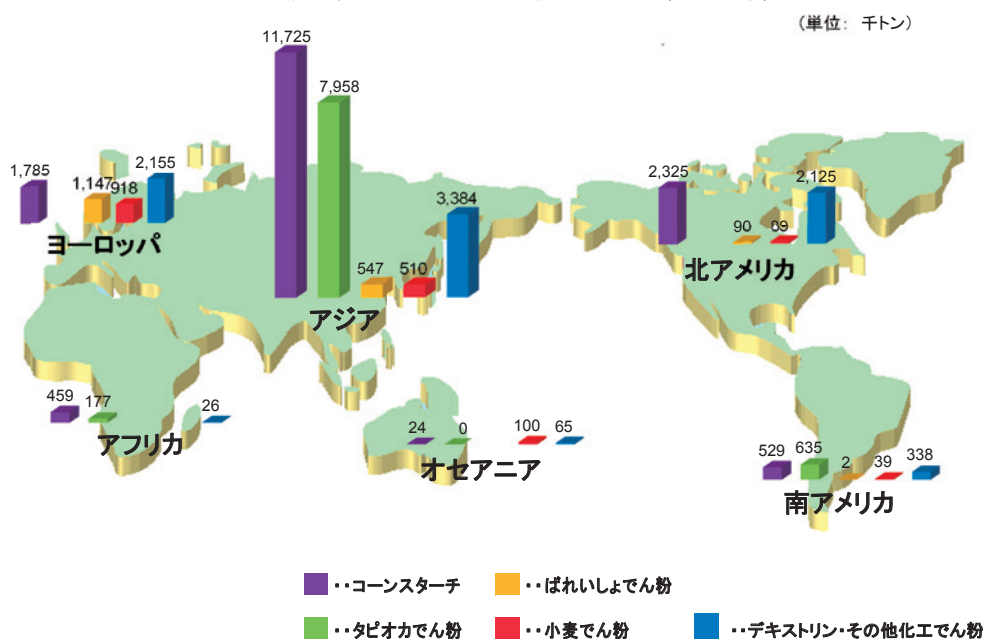 (単位: 千トン)
11,725
7,958
547
510
3,384
アジア
1,785
1,147
918
2,155
ヨーロッパ
2,325
90
89
2,125
北アメリカ
459
177
26
アフリカ
24
0
100
65
オセアニア
529
635
2
39
338
南アメリカ
・・コーンスターチ
・・ばれいしょでん粉
・・タピオカでん粉
・・小麦でん粉
・・デキストリン・その他化工でん粉